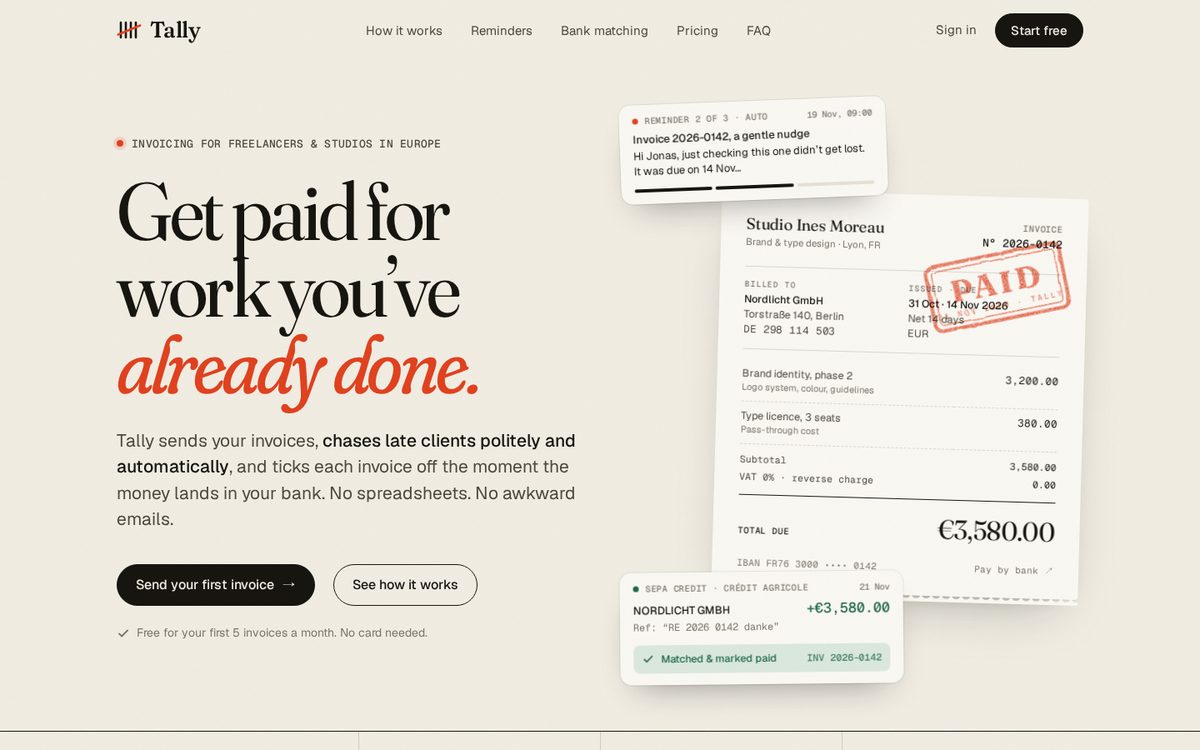 Tally
How it works
Reminders
Bank matching
Pricing
FAQ
Sign in
Start free
INVOICING FOR FREELANCERS & STUDIOS IN EUROPE
Get paid for
work you’ve
already done.
Tally sends your invoices, chases late clients politely and
automatically, and ticks each invoice off the moment the
money lands in your bank. No spreadsheets. No awkward
emails.
Send your first invoice →
See how it works
Free for your first 5 invoices a month. No card needed.
REMINDER 2 OF 3 · AUTO
19 Nov, 09:00
Invoice 2026-0142, a gentle nudge
Hi Jonas, just checking this one didn’t get lost.
It was due on 14 Nov…
Studio Ines Moreau
Brand & type design · Lyon, FR
INVOICE
N° 2026-0142
PAID
NOV · TALLY
BILLED TO
Nordlicht GmbH
Torstraße 140, Berlin
DE 298 114 503
ISSUED · DUE
31 Oct · 14 Nov 2026
Net 14 days
EUR
Brand identity, phase 2
Logo system, colour, guidelines
3,200.00
Type licence, 3 seats
Pass-through cost
380.00
Subtotal
3,580.00
VAT 0% · reverse charge
0.00
TOTAL DUE
€3,580.00
IBAN FR76 3000 •••• 0142
Pay by bank ↗
SEPA CREDIT · CRÉDIT AGRICOLE
21 Nov
NORDLICHT GMBH
+€3,580.00
Ref: “RE 2026 0142 danke”
Matched & marked paid
INV 2026-0142